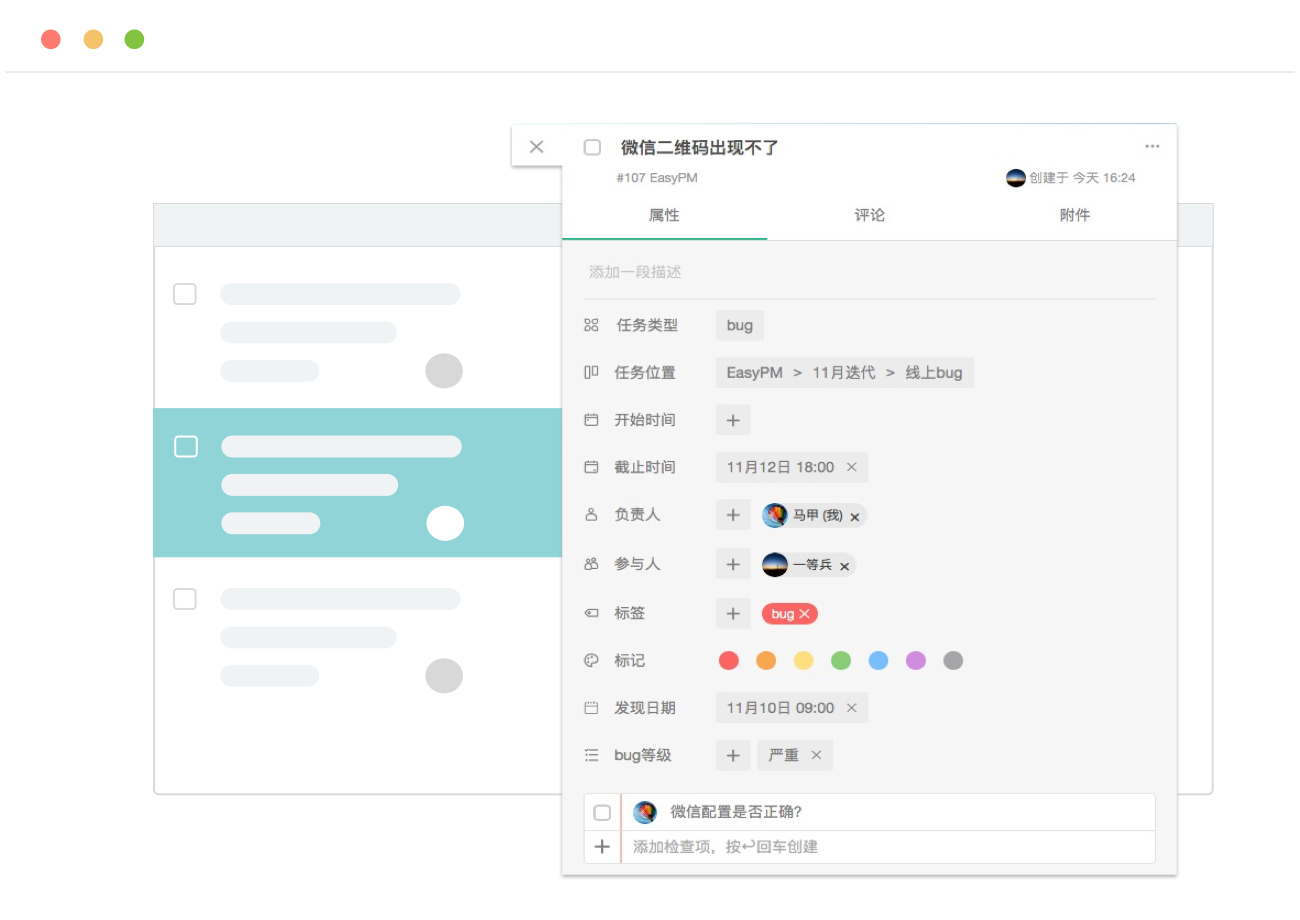 微信二维码出现不了
#107 EasyPM 创建于 今天 16:24
属性 评论 附件
添加一段描述
任务类型 bug
任务位置 EasyPM > 11月迭代 > 线上bug
开始时间
截止时间 11月12日 18:00
负责人 马甲 (我)
参与人 一等兵
标签 bug
标记
发现日期 11月10日 09:00
bug等级 严重
微信配置是否正确?
添加检查项，按↩回车创建